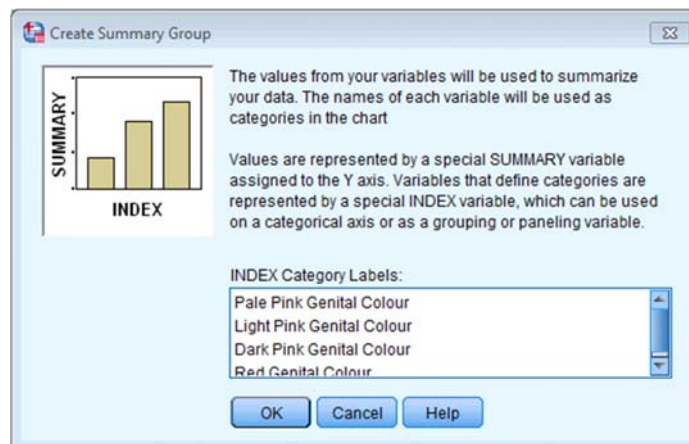 Create Summary Group
SUMMARY
INDEX
The values from your variables will be used to summarize
your data. The names of each variable will be used as
categories in the chart
Values are represented by a special SUMMARY variable
assigned to the Y axis. Variables that define categories are
represented by a special INDEX variable, which can be used
on a categorical axis or as a grouping or paneling variable.
INDEX Category Labels:
Pale Pink Genital Colour
Light Pink Genital Colour
Dark Pink Genital Colour
Red Genital Colour
OK Cancel Help